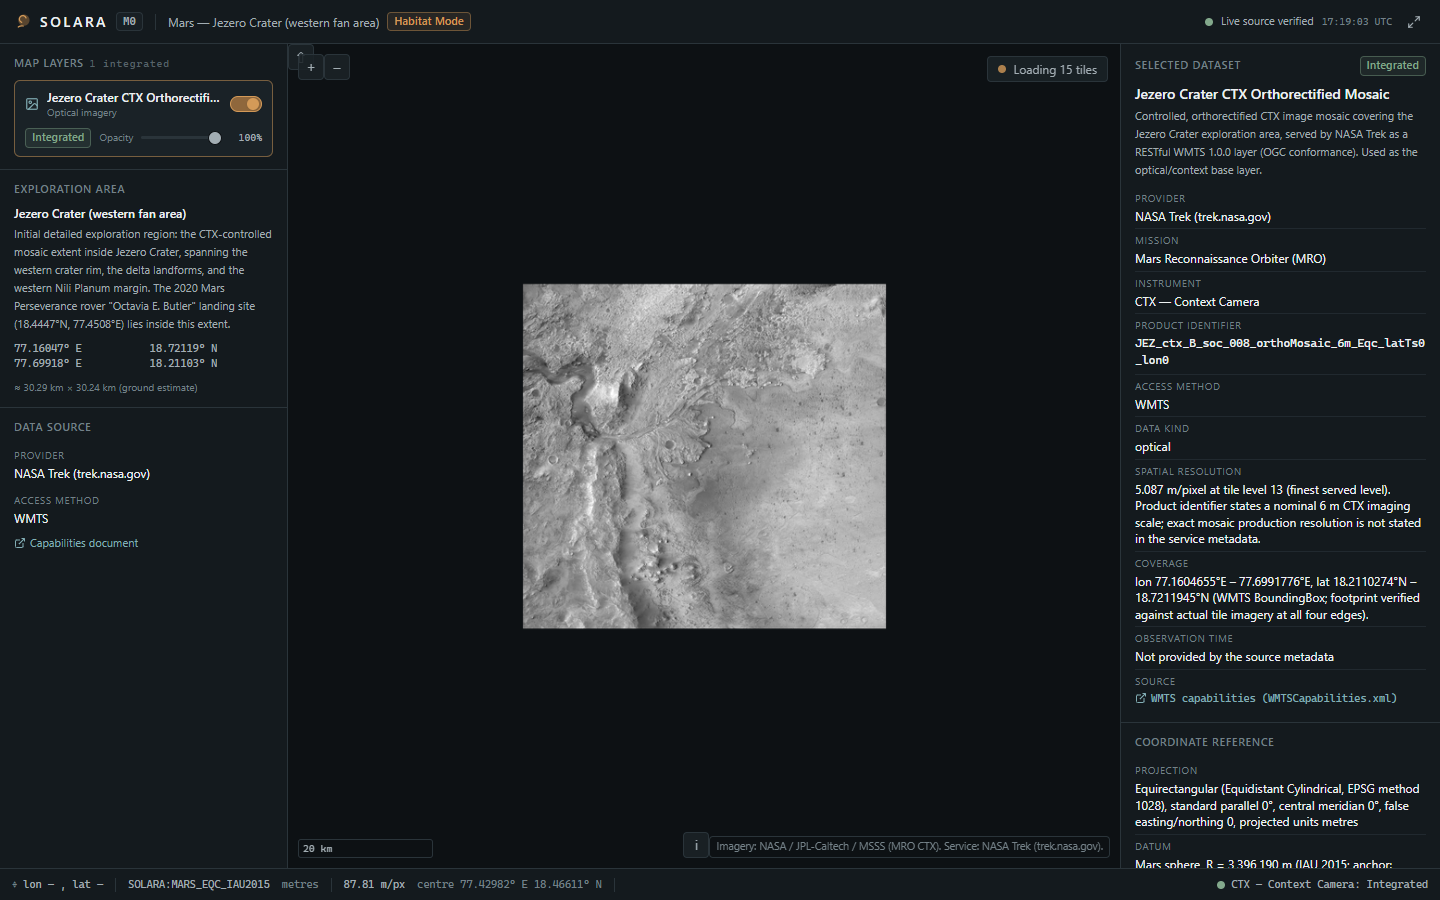 SOLARA M0 Mars — Jezero Crater (western fan area) Habitat Mode
Live source verified 17:19:03 UTC
MAP LAYERS 1 integrated
Jezero Crater CTX Orthorectifi...
Optical imagery
Integrated Opacity 100%
EXPLORATION AREA
Jezero Crater (western fan area)
Initial detailed exploration region: the CTX-controlled
mosaic extent inside Jezero Crater, spanning the
western crater rim, the delta landforms, and the
western Nili Planum margin. The 2020 Mars
Perseverance rover "Octavia E. Butler" landing site
(18.4447°N, 77.4508°E) lies inside this extent.
77.16047° E 18.72119° N
77.69918° E 18.21103° N
≈ 30.29 km × 30.24 km (ground estimate)
DATA SOURCE
PROVIDER
NASA Trek (trek.nasa.gov)
ACCESS METHOD
WMTS
Capabilities document
+ –
Loading 15 tiles
20 km
i Imagery: NASA / JPL-Caltech / MSSS (MRO CTX). Service: NASA Trek (trek.nasa.gov).
SELECTED DATASET Integrated
Jezero Crater CTX Orthorectified Mosaic
Controlled, orthorectified CTX image mosaic covering the
Jezero Crater exploration area, served by NASA Trek as a
RESTful WMTS 1.0.0 layer (OGC conformance). Used as the
optical/context base layer.
PROVIDER
NASA Trek (trek.nasa.gov)
MISSION
Mars Reconnaissance Orbiter (MRO)
INSTRUMENT
CTX — Context Camera
PRODUCT IDENTIFIER
JEZ_ctx_B_soc_008_orthoMosaic_6m_Eqc_latTs0
_lon0
ACCESS METHOD
WMTS
DATA KIND
optical
SPATIAL RESOLUTION
5.087 m/pixel at tile level 13 (finest served level).
Product identifier states a nominal 6 m CTX imaging
scale; exact mosaic production resolution is not stated
in the service metadata.
COVERAGE
lon 77.1604655°E – 77.6991776°E, lat 18.2110274°N –
18.7211945°N (WMTS BoundingBox; footprint verified
against actual tile imagery at all four edges).
OBSERVATION TIME
Not provided by the source metadata
SOURCE
WMTS capabilities (WMTSCapabilities.xml)
COORDINATE REFERENCE
PROJECTION
Equirectangular (Equidistant Cylindrical, EPSG method
1028), standard parallel 0°, central meridian 0°, false
easting/northing 0, projected units metres
DATUM
Mars sphere, R = 3 396 190 m (IAU 2015; anchor:
lon — , lat — SOLARA:MARS_EQC_IAU2015 metres 87.81 m/px centre 77.42982° E 18.46611° N
CTX — Context Camera: Integrated